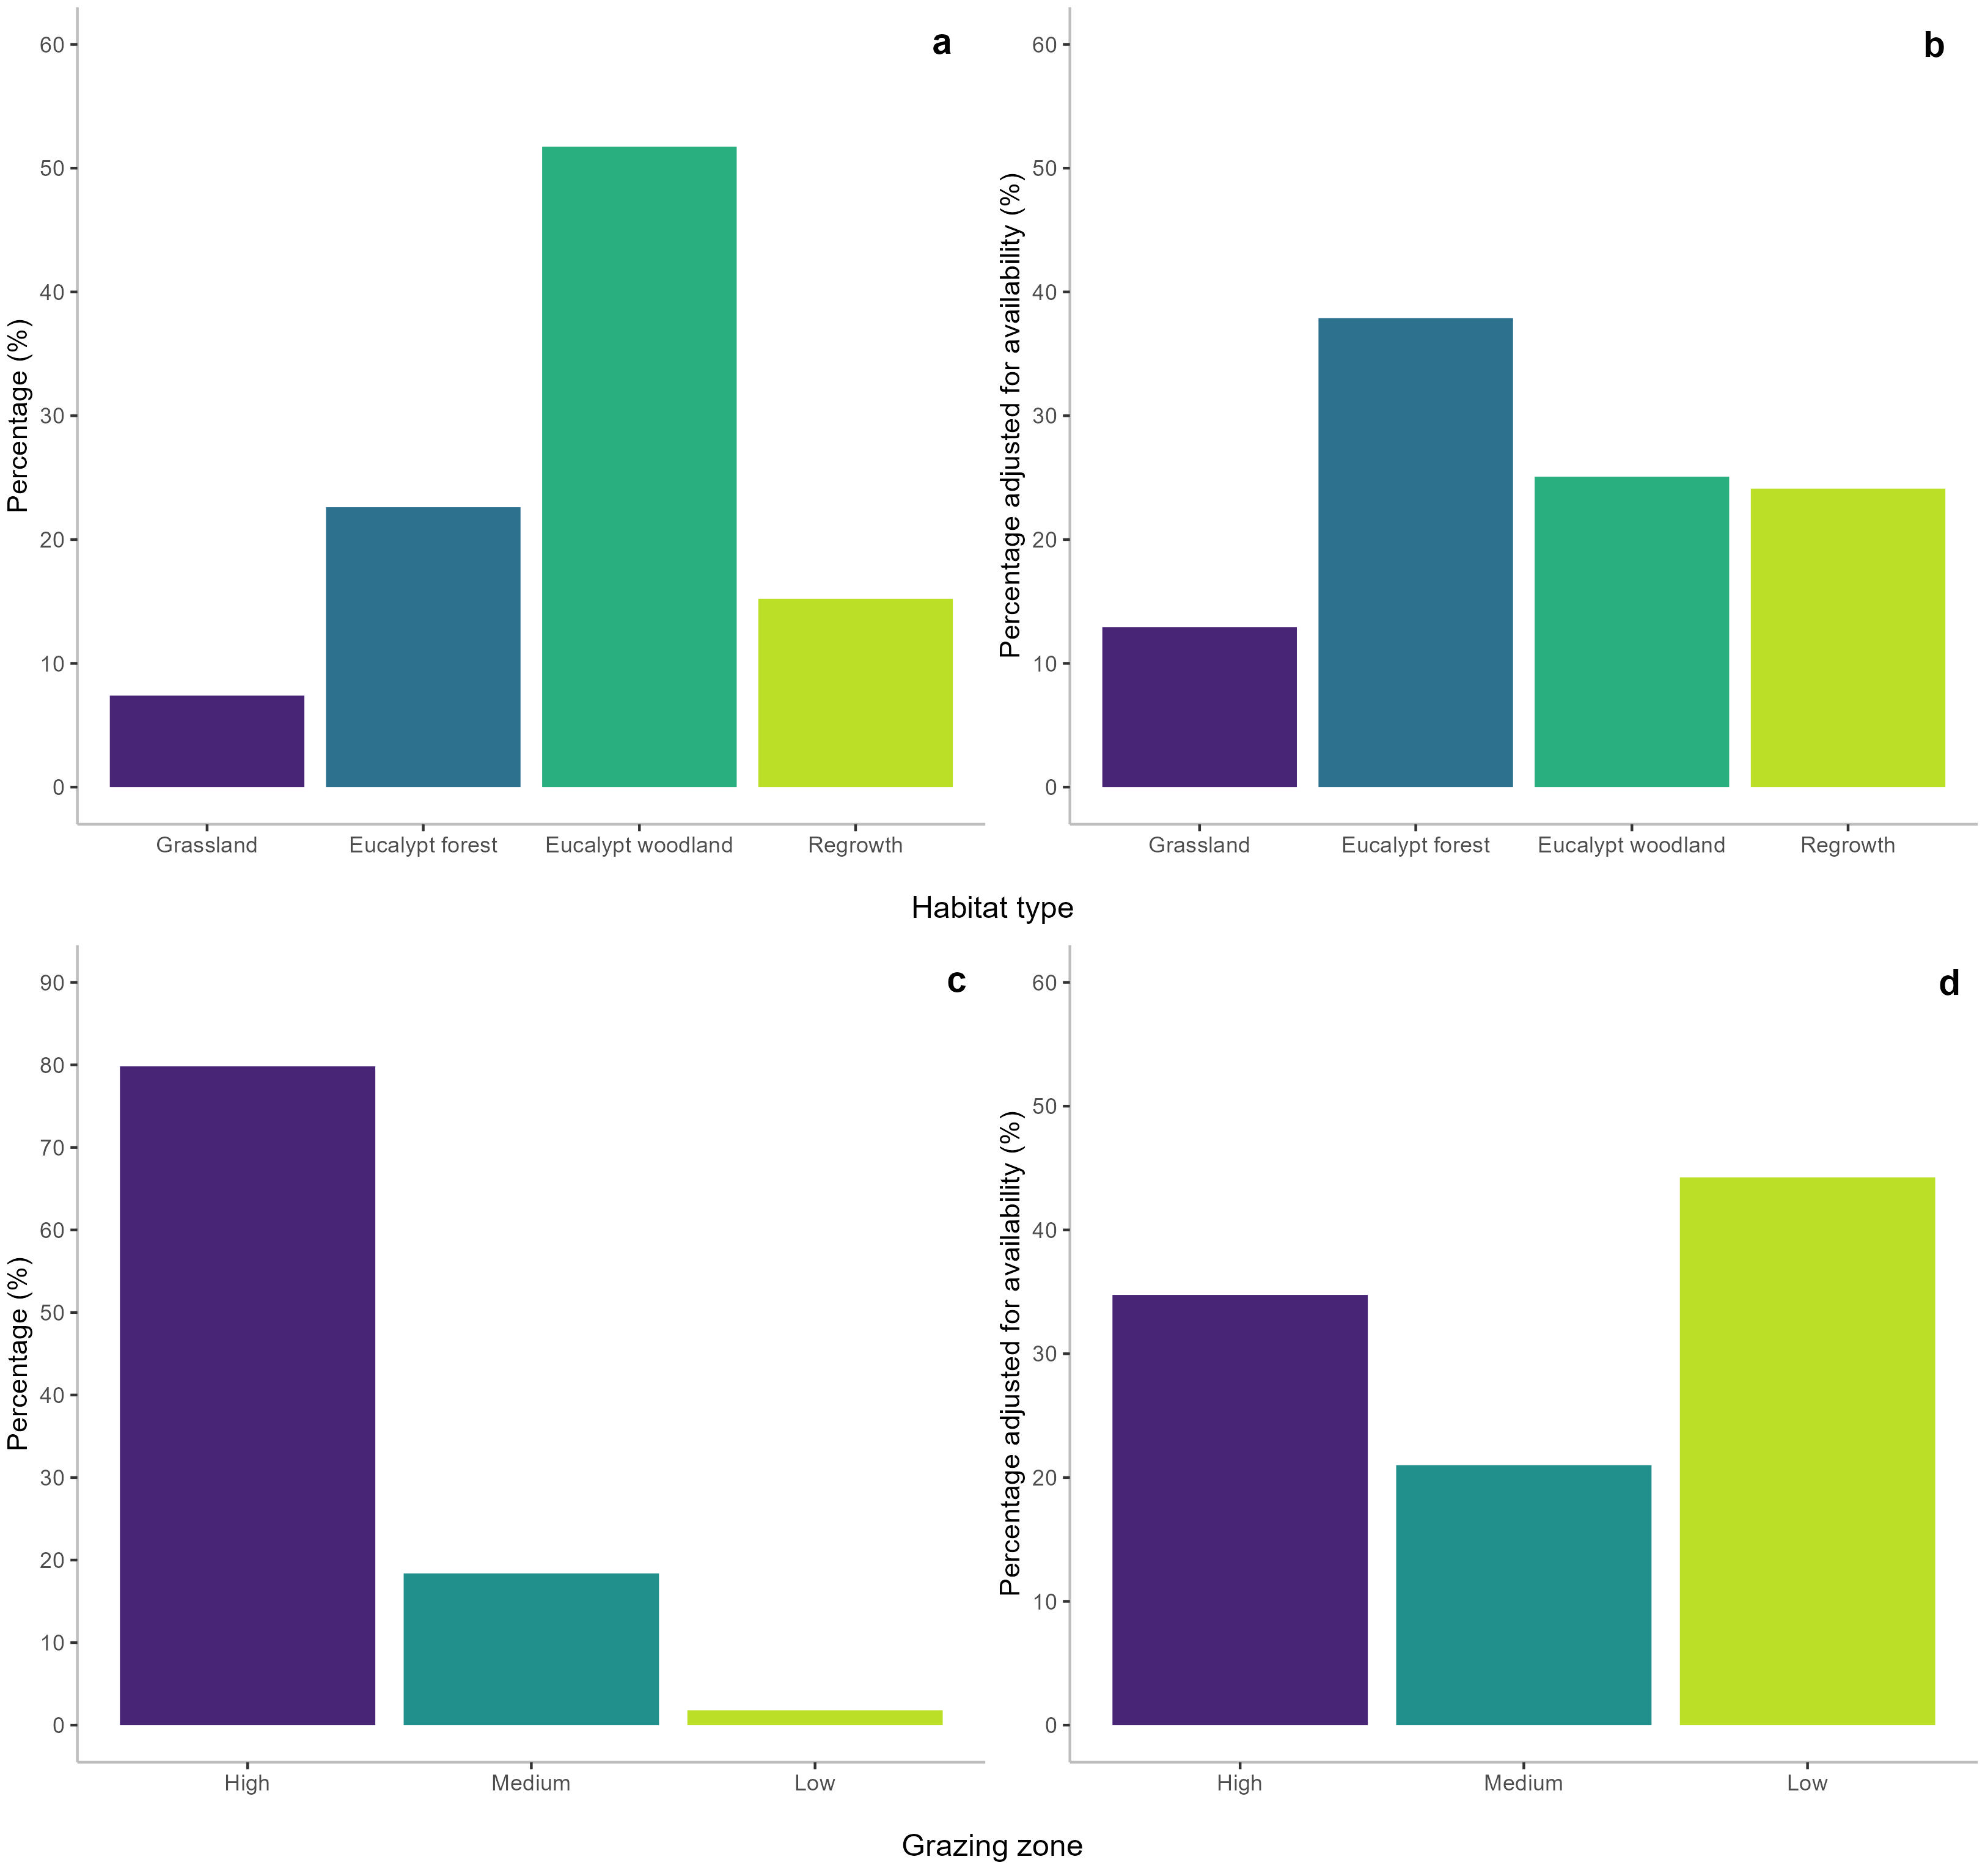 a
60
50
40
30
20
10
0
Percentage (%)
Grassland Eucalypt forest Eucalypt woodland Regrowth
b
60
50
40
30
20
10
0
Percentage adjusted for availability (%)
Grassland Eucalypt forest Eucalypt woodland Regrowth
Habitat type
c
90
80
70
60
50
40
30
20
10
0
Percentage (%)
High Medium Low
d
60
50
40
30
20
10
0
Percentage adjusted for availability (%)
High Medium Low
Grazing zone